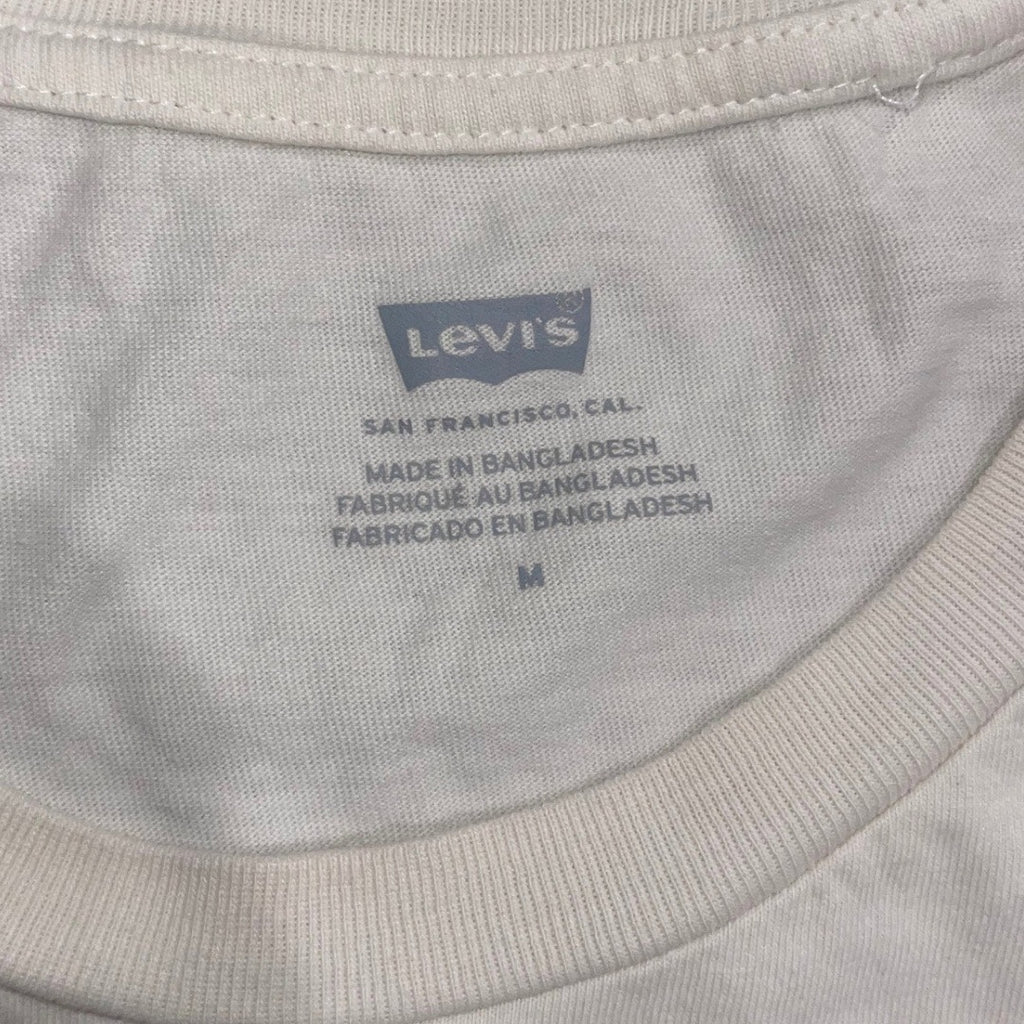 Levi's®
SAN FRANCISCO, CAL.
MADE IN BANGLADESH
FABRIQUÉ AU BANGLADESH
FABRICADO EN BANGLADESH
M